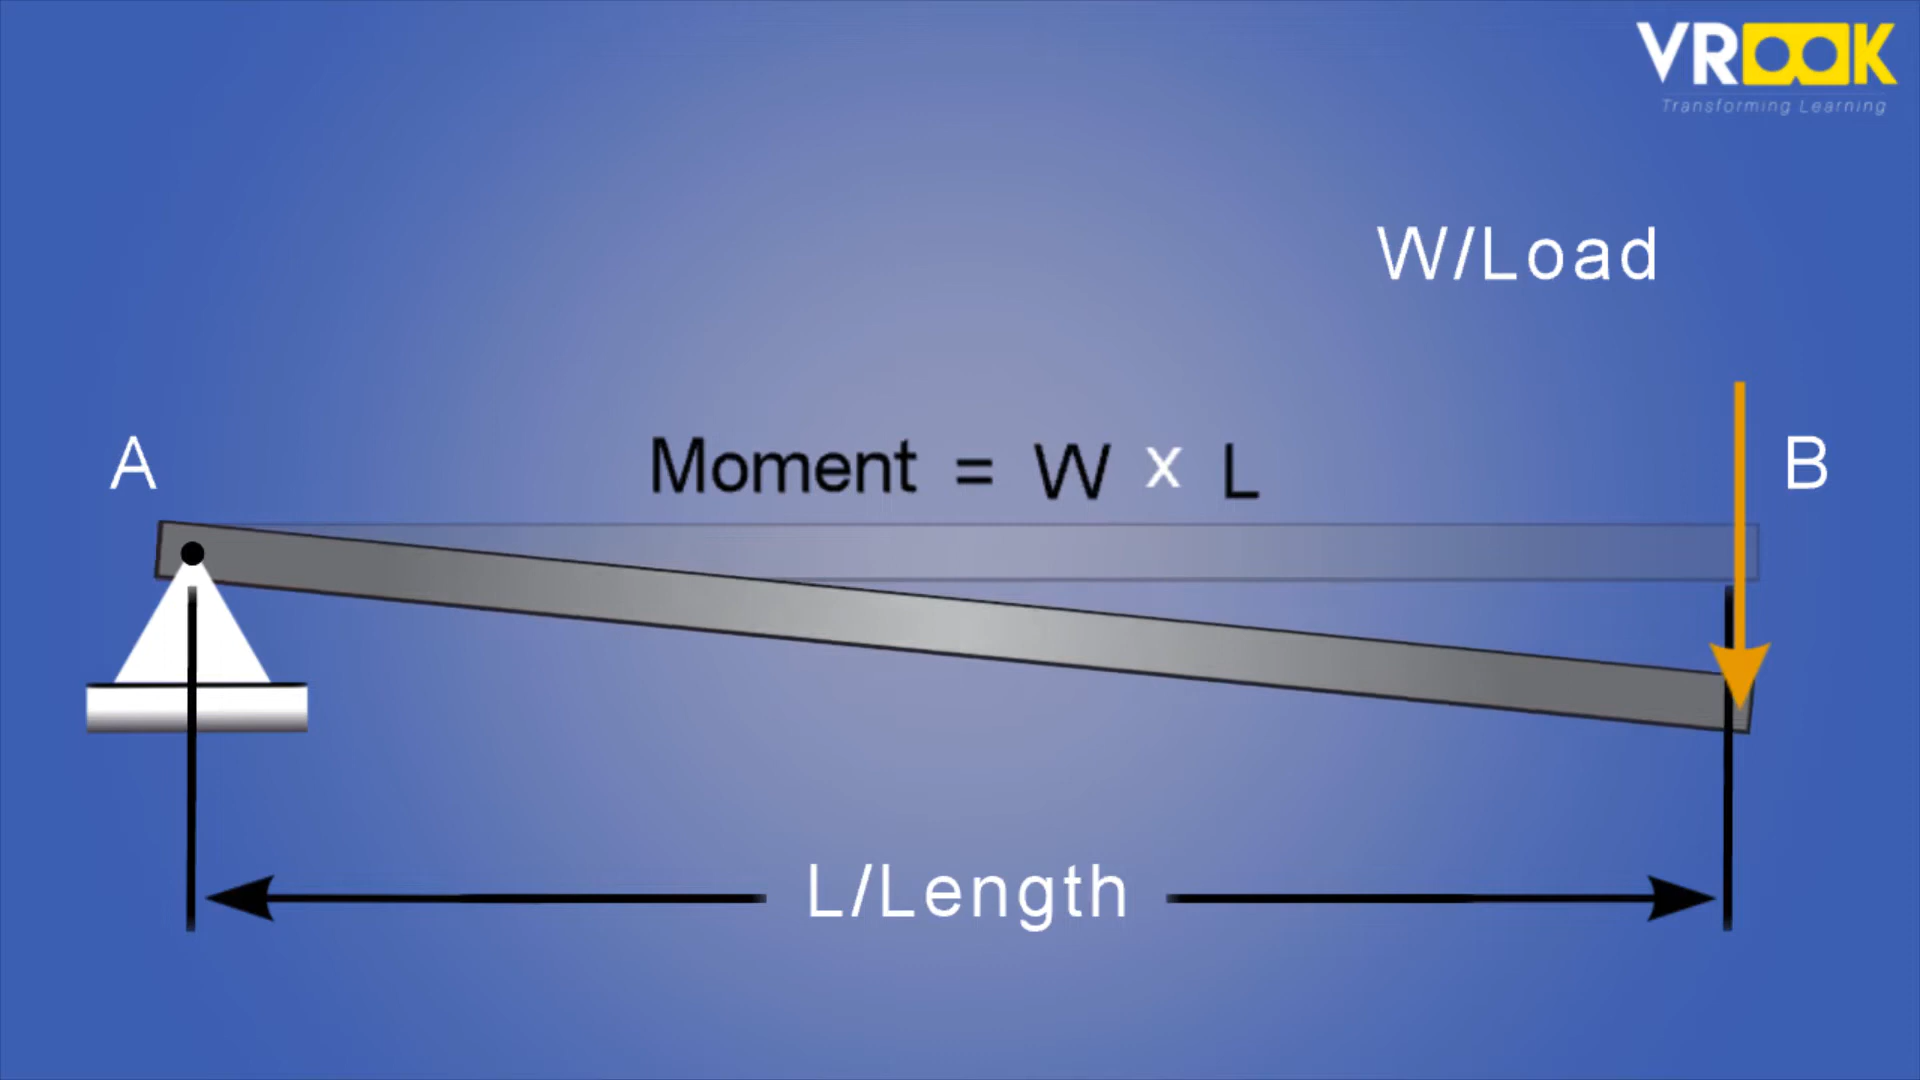 VROOK
Transforming Learning
W/Load
A
B
Moment = W x L
L/Length